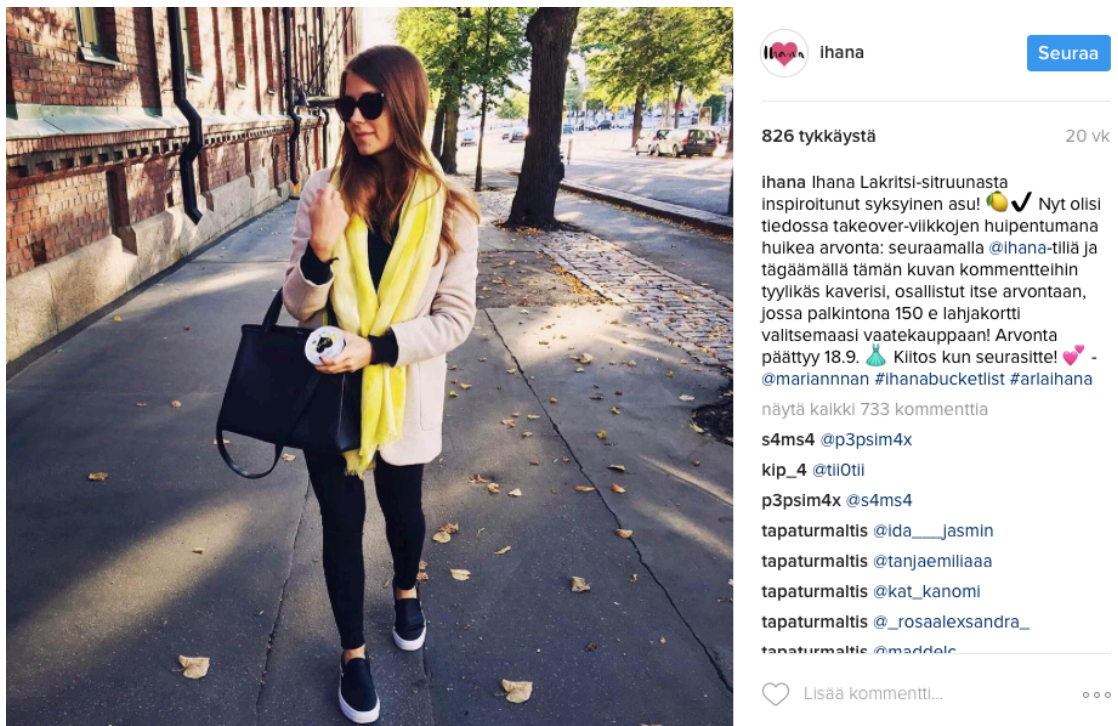 Ihana
ihana
Seuraa
826 tykkäystä
20 vk
ihana Ihana Lakritsi-sitruunasta
inspiroitunut syksyinen asu! 🍋✔️ Nyt olisi
tiedossa takeover-viikkojen huipentumana
huikea arvonta: seuraamalla @ihana-tiliä ja
tägäämällä tämän kuvan kommentteihin
tyylikäs kaverisi, osallistut itse arvontaan,
jossa palkintona 150 e lahjakortti
valitsemaasi vaatekauppaan! Arvonta
päättyy 18.9. 👗 Kiitos kun seurasitte! 💕 -
@mariannnan #ihanabucketlist #arlaihana
näytä kaikki 733 kommenttia
s4ms4 @p3psim4x
kip_4 @tii0tii
p3psim4x @s4ms4
tapaturmaltis @ida___jasmin
tapaturmaltis @tanjaemiliaaa
tapaturmaltis @kat_kanomi
tapaturmaltis @_rosaalexsandra_
tapaturmaltis @maddelc
Lisää kommentti...